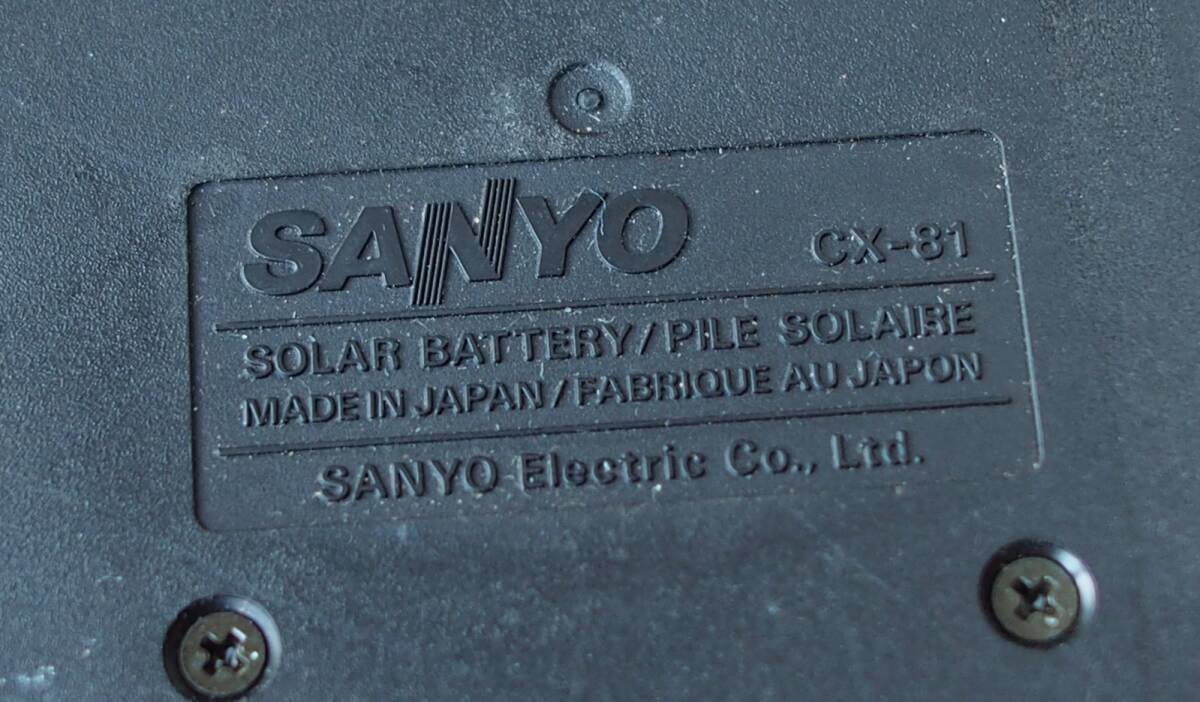 SANYO CX-81
SOLAR BATTERY/PILE SOLAIRE
MADE IN JAPAN/FABRIQUE AU JAPON
SANYO Electric Co., Ltd.